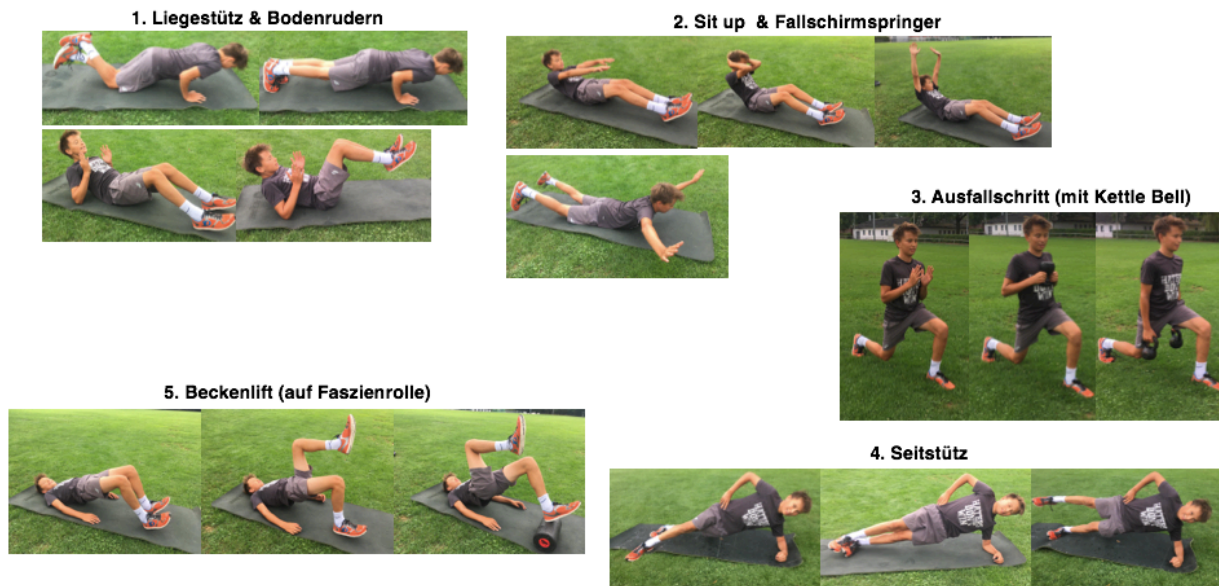 1. Liegestütz & Bodenrudern
2. Sit up & Fallschirmspringer
3. Ausfallschritt (mit Kettle Bell)
5. Beckenlift (auf Faszienrolle)
4. Seitstütz